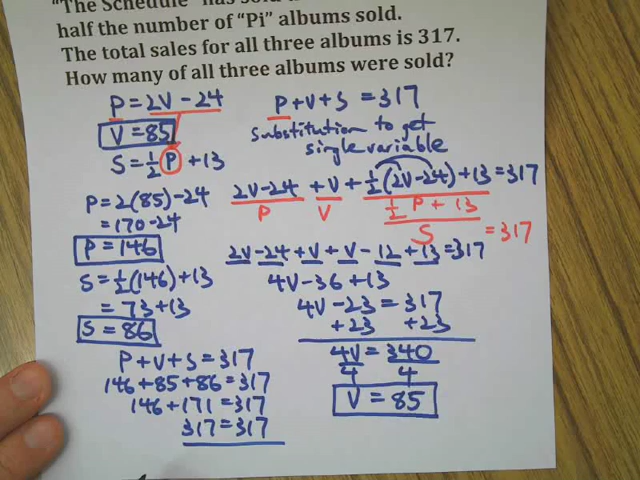 "The Schedule" has sold
half the number of "Pi" albums sold.
The total sales for all three albums is 317.
How many of all three albums were sold?
P = 2V - 24
V = 85
S = 1/2 P + 13
P = 2(85) - 24
= 170 - 24
P = 146
S = 1/2(146) + 13
= 73 + 13
S = 86
P + V + S = 317
146 + 85 + 86 = 317
146 + 171 = 317
317 = 317
P + V + S = 317
Substitution to get
single variable
2V - 24 + V + 1/2(2V - 24) + 13 = 317
P V 1/2 P + 13
S = 317
2V - 24 + V + V - 12 + 13 = 317
4V - 36 + 13
4V - 23 = 317
+23 +23
4V = 340
4 4
V = 85